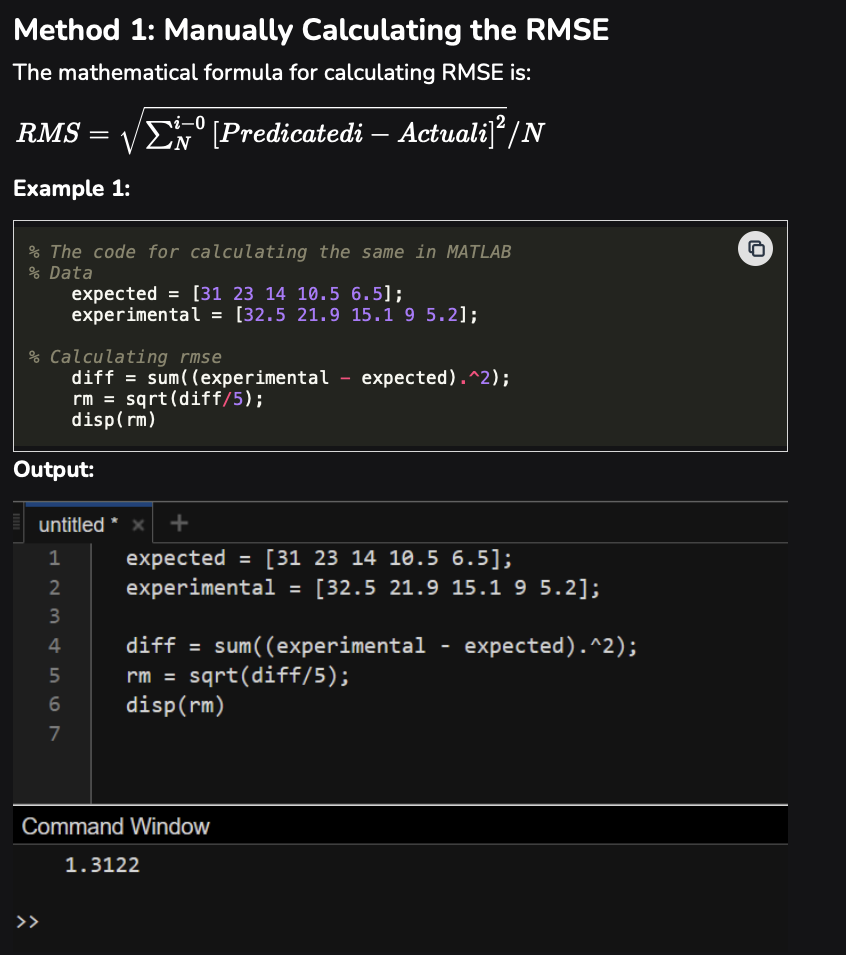 Method 1: Manually Calculating the RMSE
The mathematical formula for calculating RMSE is:
RMS = √∑_N^{i−0} [Predicatedi − Actuali]²/N
Example 1:
% The code for calculating the same in MATLAB
% Data
    expected = [31 23 14 10.5 6.5];
    experimental = [32.5 21.9 15.1 9 5.2];
% Calculating rmse
    diff = sum((experimental - expected).^2);
    rm = sqrt(diff/5);
    disp(rm)
Output:
untitled * × +
1 expected = [31 23 14 10.5 6.5];
2 experimental = [32.5 21.9 15.1 9 5.2];
3
4 diff = sum((experimental - expected).^2);
5 rm = sqrt(diff/5);
6 disp(rm)
7
Command Window
1.3122
>>